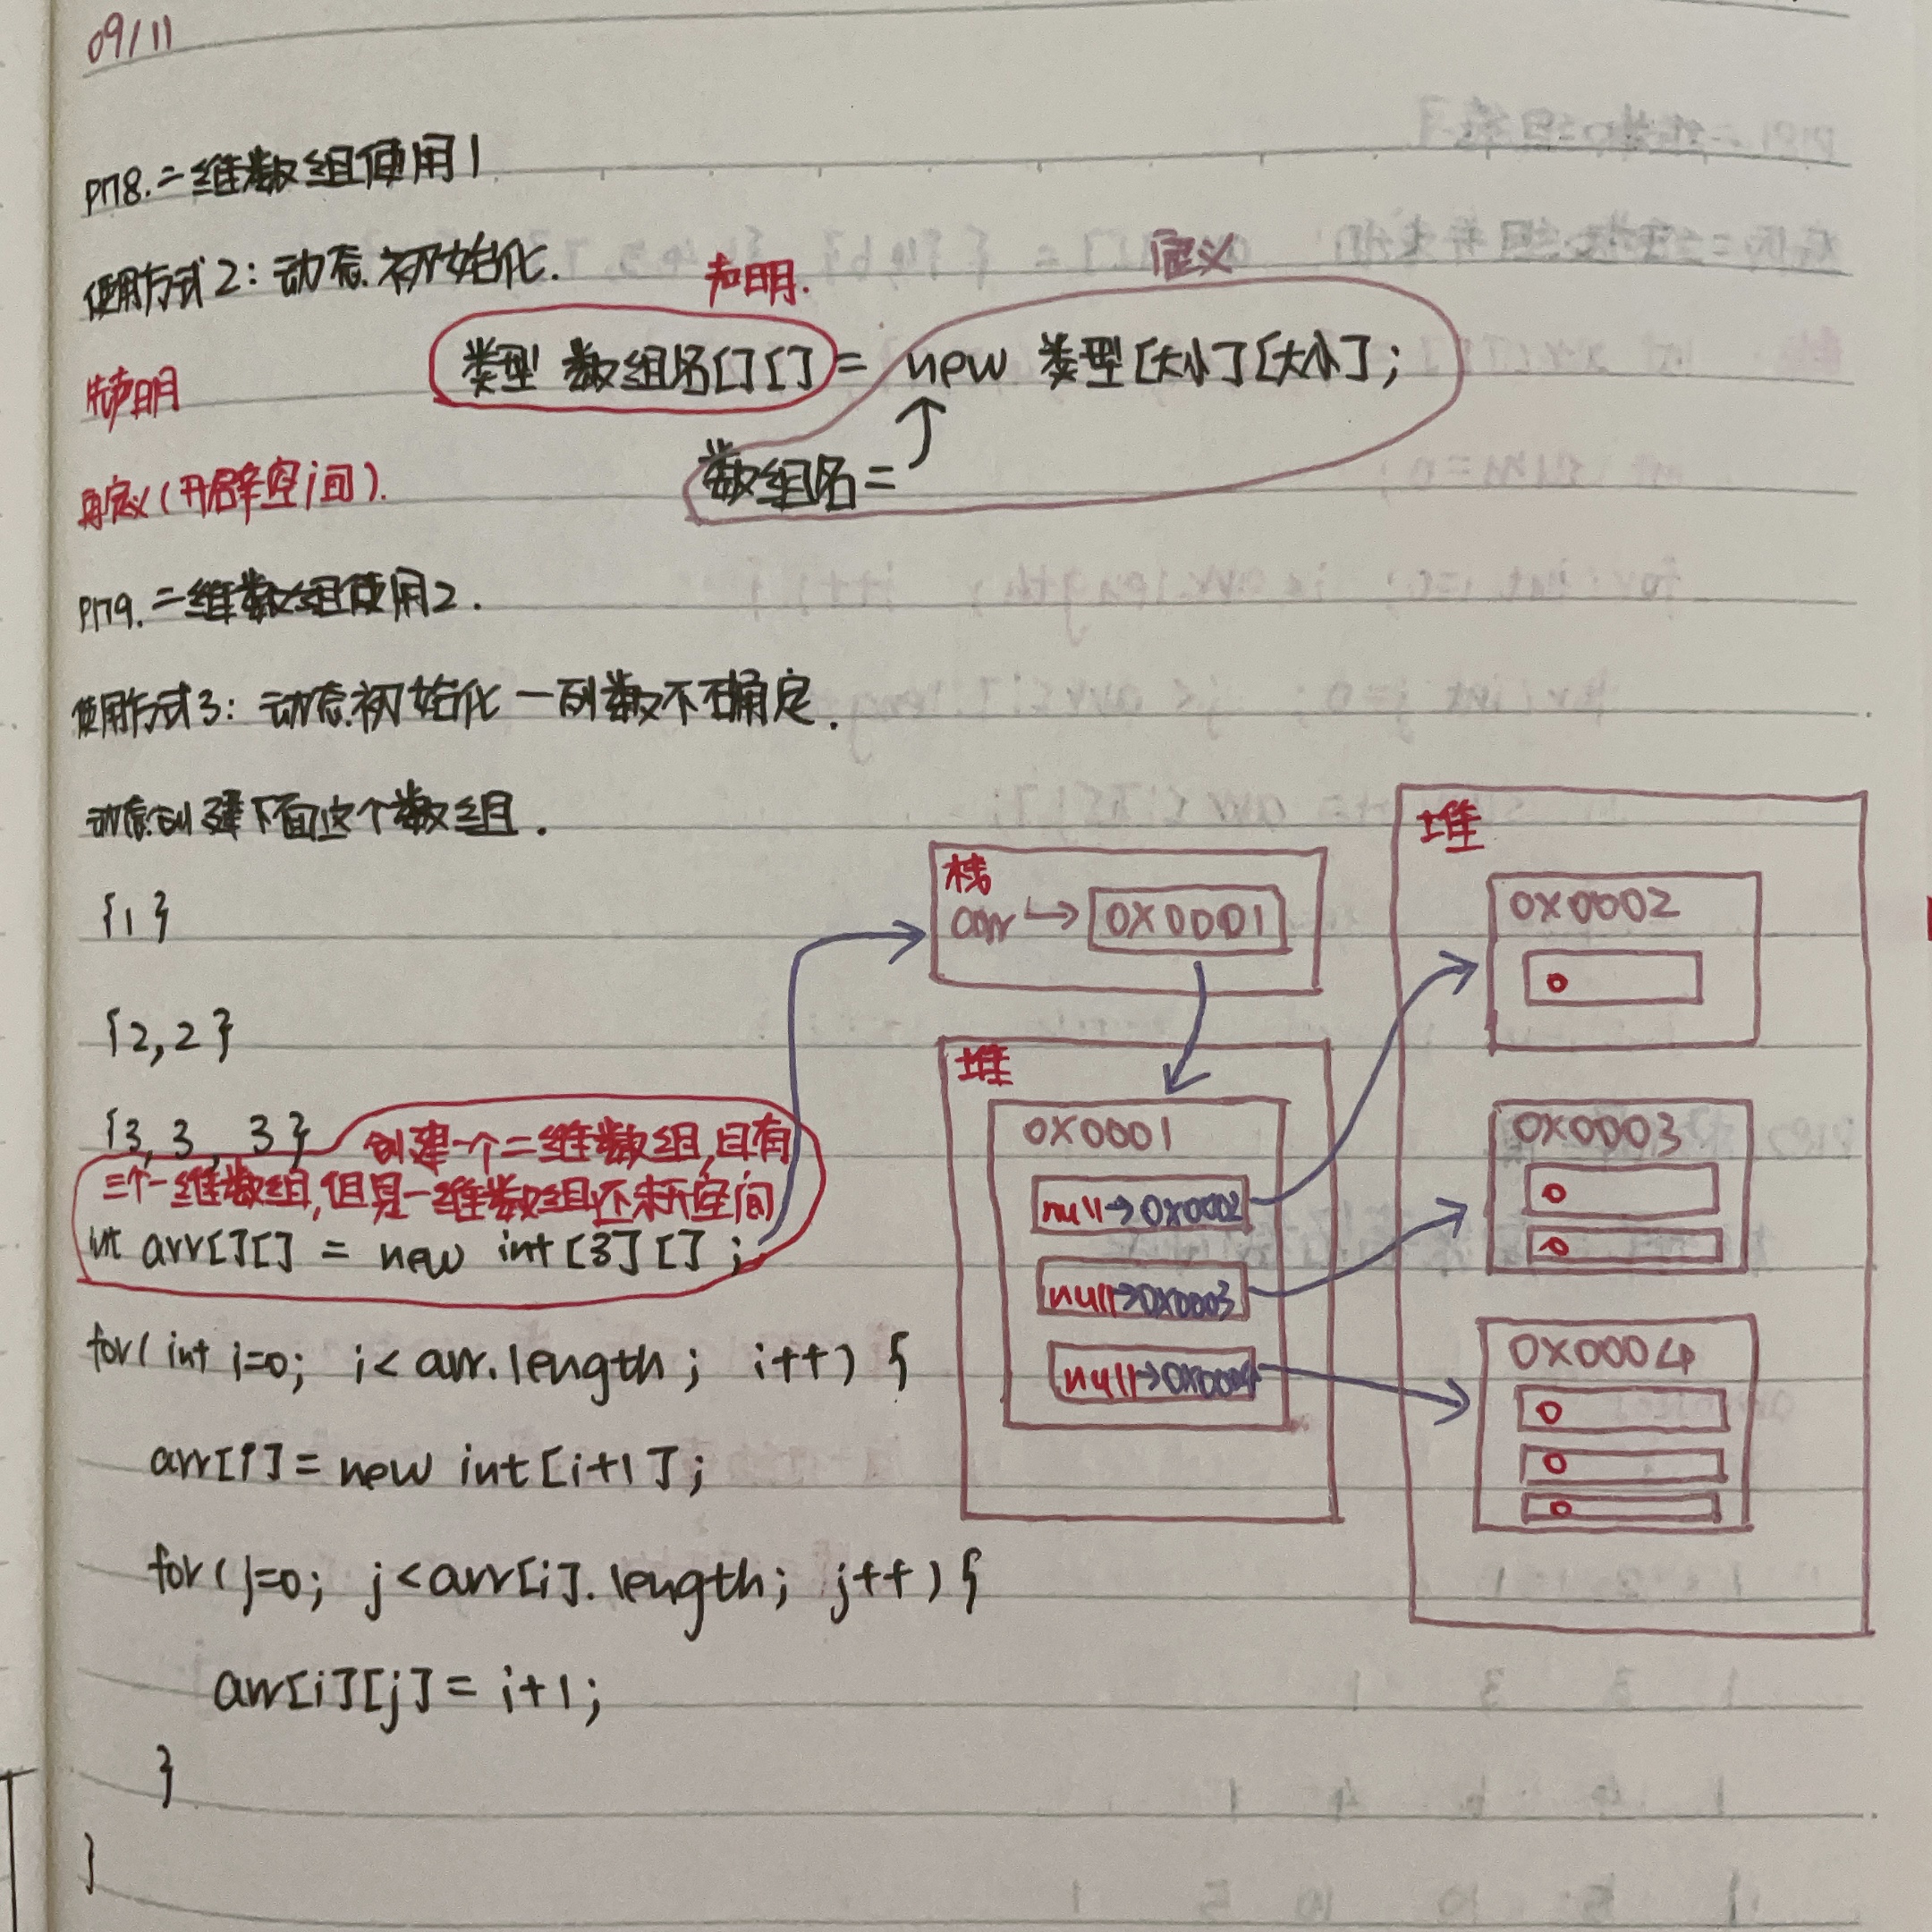 09/11
P178.二维数组使用1
使用方式2:动态初始化.
声明.
定义
类型 数组名[][] = new 类型[大小][大小];
先声明
数组名=
再定义(开辟空间).
P179.二维数组使用2.
使用方式3:动态初始化—列数不确定.
动态创建下面这个数组.
{1}
{2,2}
{3,3,3}
创建一个二维数组,且有
三个一维数组,但是一维数组还未开空间
int arr[][] = new int[3][];
for(int i=0; i<arr.length; i++) {
arr[i]=new int[i+1];
for(j=0; j<arr[i].length; j++){
arr[i][j]= i+1;
}
}
栈
arr → 0X0001
堆
0X0001
null→0X0002
null→0X0003
null→0X0004
堆
0X0002
0
0X0003
0
0
0X0004
0
0
0